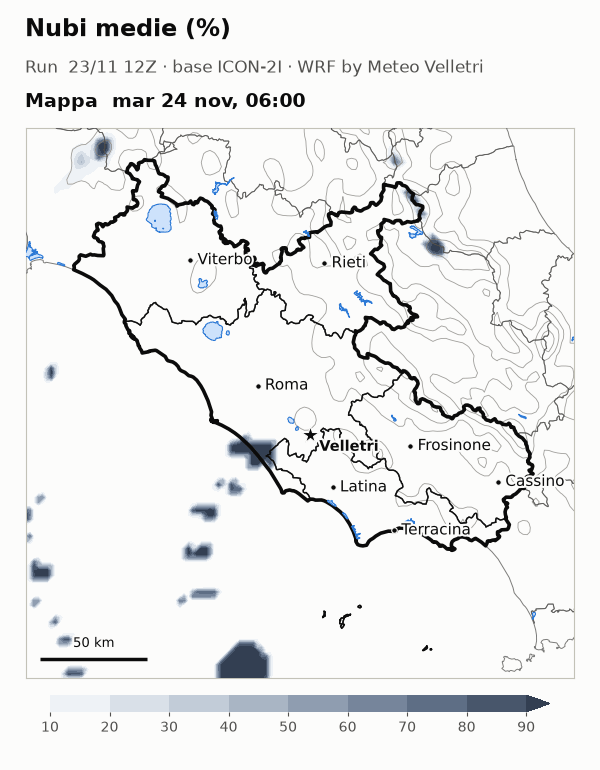 Nubi medie (%)
Run  23/11 12Z · base ICON-2I · WRF by Meteo Velletri
Mappa  mar 24 nov, 06:00
Viterbo
Rieti
Roma
Velletri
Frosinone
Cassino
Latina
Terracina
50 km
10 20 30 40 50 60 70 80 90